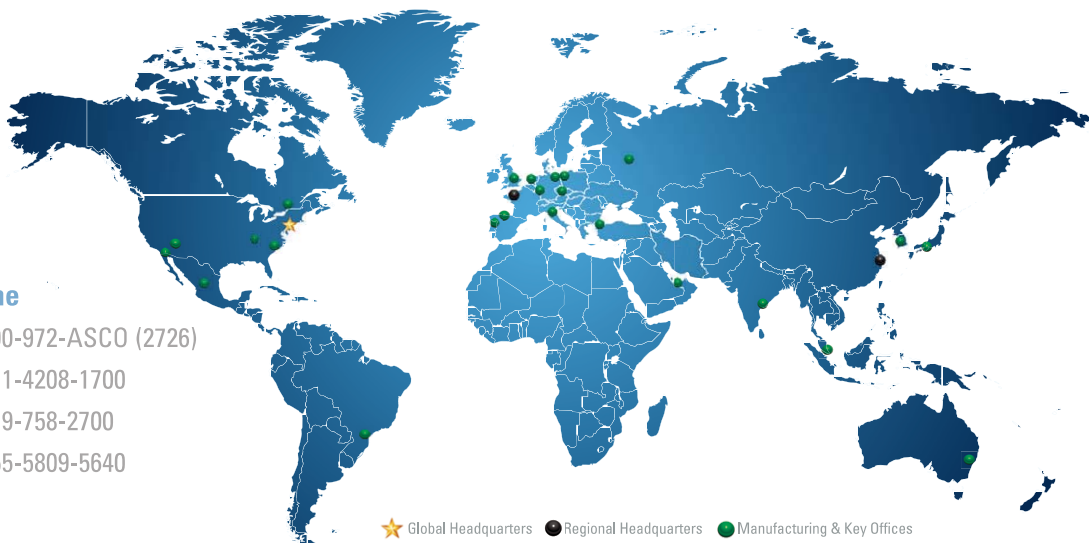 ne
00-972-ASCO (2726)
1-4208-1700
9-758-2700
55-5809-5640
Global Headquarters Regional Headquarters Manufacturing & Key Offices